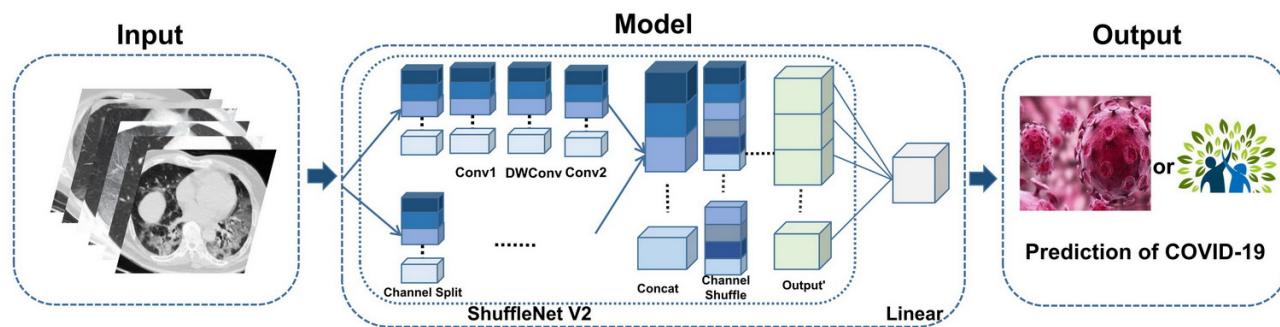 Input
Model
Output
Conv1
DWConv
Conv2
or
Channel Split
Concat
Channel
Shuffle
Output'
Prediction of COVID-19
ShuffleNet V2
Linear